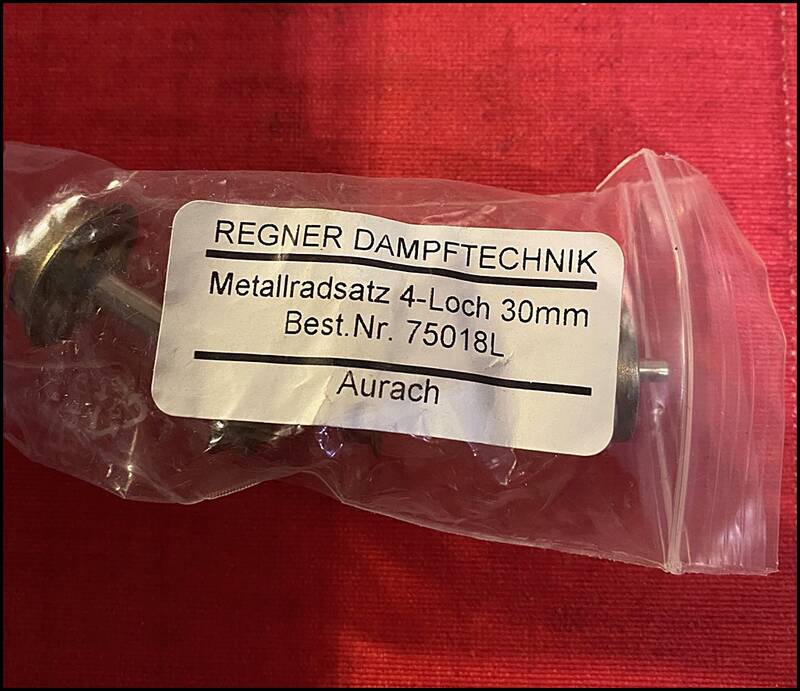 REGNER DAMPFTECHNIK
Metallradsatz 4-Loch 30mm
Best.Nr. 75018L
Aurach